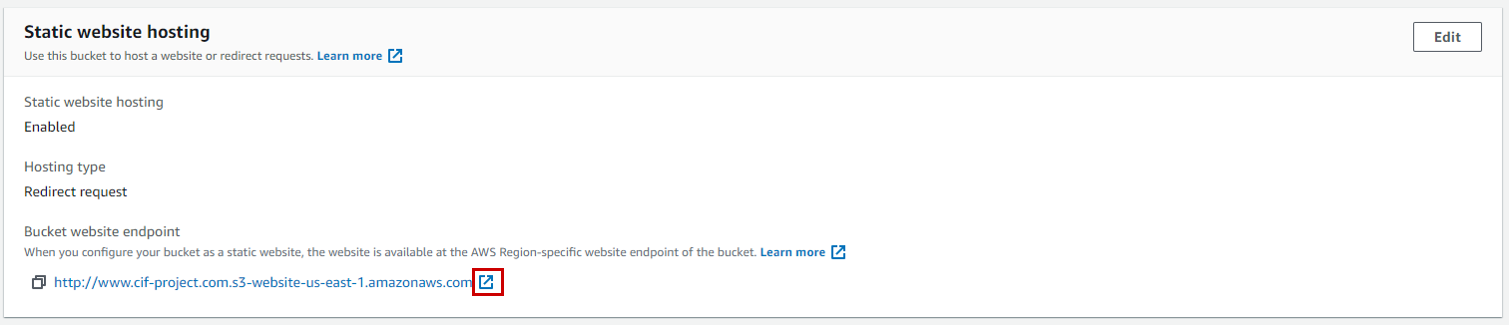 Static website hosting
Edit
Use this bucket to host a website or redirect requests. Learn more
Static website hosting
Enabled
Hosting type
Redirect request
Bucket website endpoint
When you configure your bucket as a static website, the website is available at the AWS Region-specific website endpoint of the bucket. Learn more
http://www.cif-project.com.s3-website-us-east-1.amazonaws.com